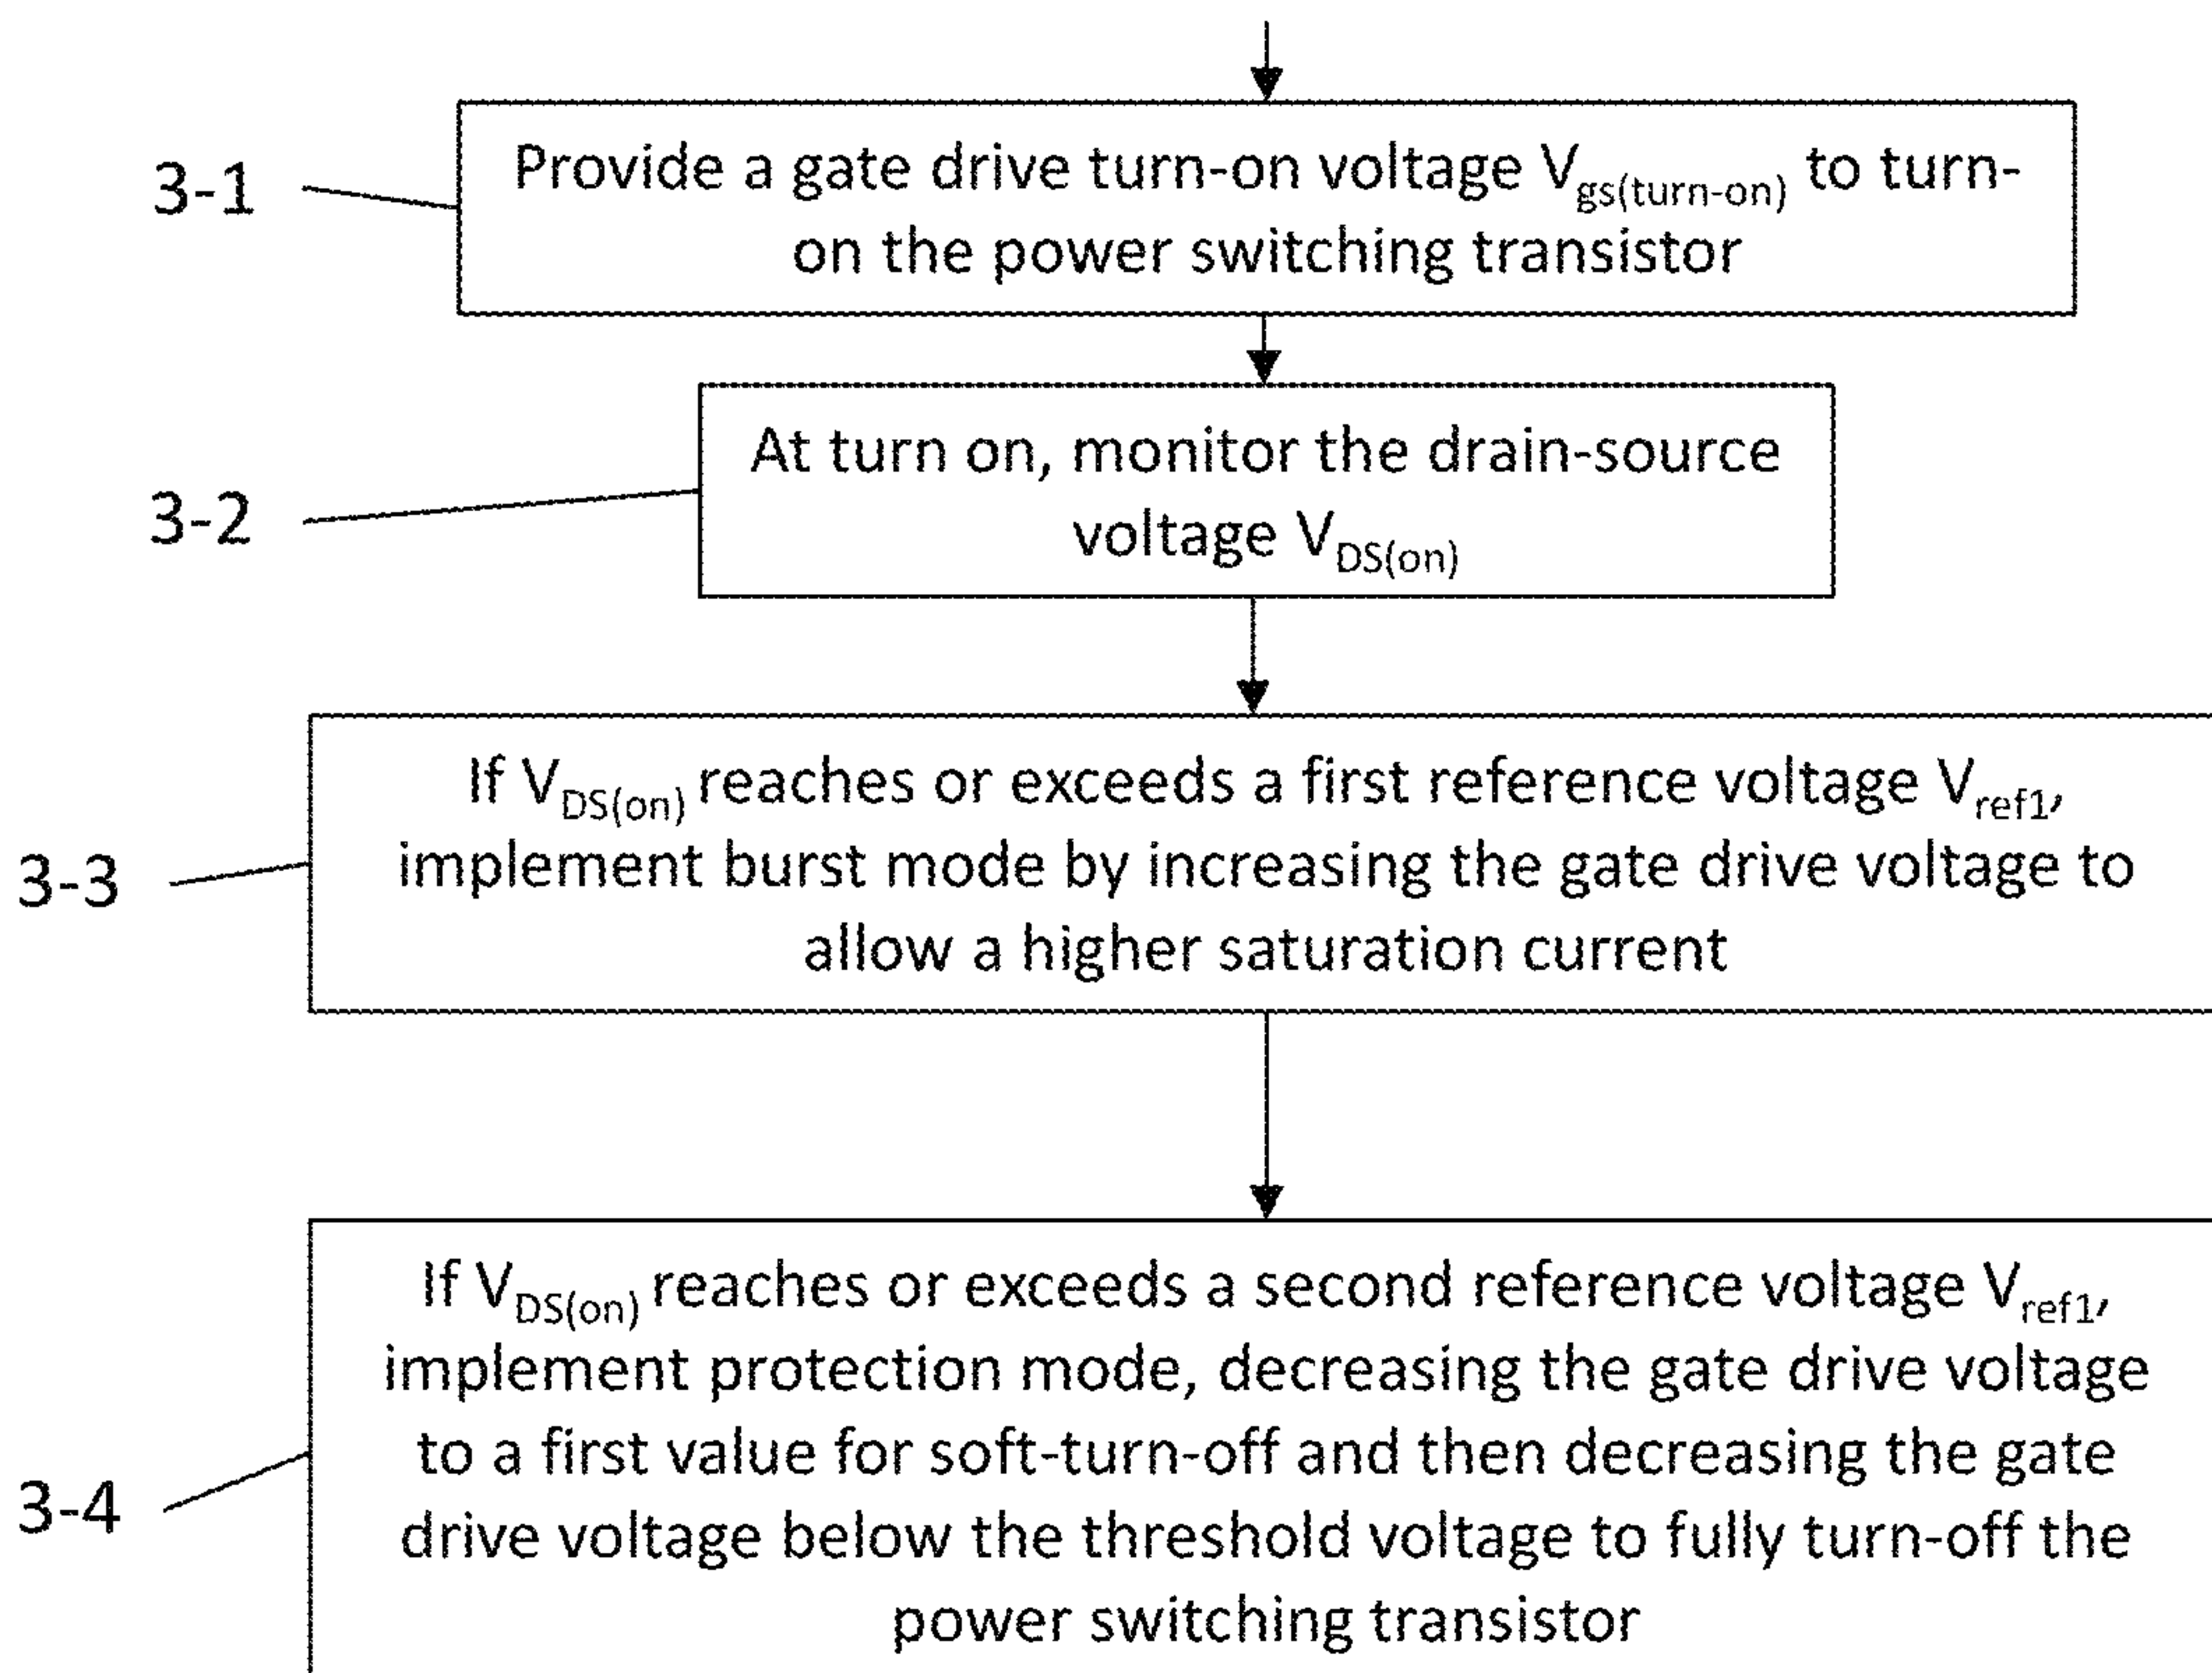 3-1
Provide a gate drive turn-on voltage Vgs(turn-on) to turn-
on the power switching transistor
3-2
At turn on, monitor the drain-source
voltage VDS(on)
3-3
If VDS(on) reaches or exceeds a first reference voltage Vref1,
implement burst mode by increasing the gate drive voltage to
allow a higher saturation current
3-4
If VDS(on) reaches or exceeds a second reference voltage Vref1,
implement protection mode, decreasing the gate drive voltage
to a first value for soft-turn-off and then decreasing the gate
drive voltage below the threshold voltage to fully turn-off the
power switching transistor